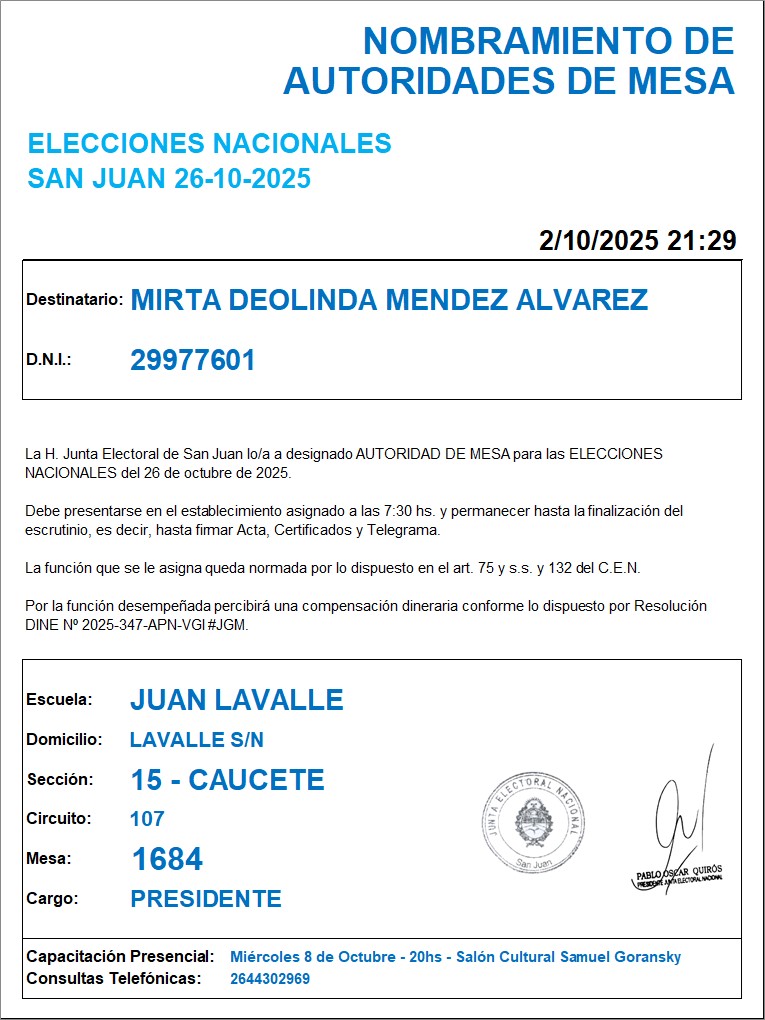 NOMBRAMIENTO DE
AUTORIDADES DE MESA
ELECCIONES NACIONALES
SAN JUAN 26-10-2025
2/10/2025 21:29
Destinatario: MIRTA DEOLINDA MENDEZ ALVAREZ
D.N.I.: 29977601
La H. Junta Electoral de San Juan lo/a a designado AUTORIDAD DE MESA para las ELECCIONES
NACIONALES del 26 de octubre de 2025.
Debe presentarse en el establecimiento asignado a las 7:30 hs. y permanecer hasta la finalización del
escrutinio, es decir, hasta firmar Acta, Certificados y Telegrama.
La función que se le asigna queda normada por lo dispuesto en el art. 75 y s.s. y 132 del C.E.N.
Por la función desempeñada percibirá una compensación dineraria conforme lo dispuesto por Resolución
DINE Nº 2025-347-APN-VGI#JGM.
Escuela: JUAN LAVALLE
Domicilio: LAVALLE S/N
Sección: 15 - CAUCETE
Circuito: 107
Mesa: 1684
Cargo: PRESIDENTE
JUNTA ELECTORAL NACIONAL
San Juan
PABLO OSCAR QUIRÓS
PRESIDENTE JUNTA ELECTORAL NACIONAL
Capacitación Presencial: Miércoles 8 de Octubre - 20hs - Salón Cultural Samuel Goransky
Consultas Telefónicas: 2644302969